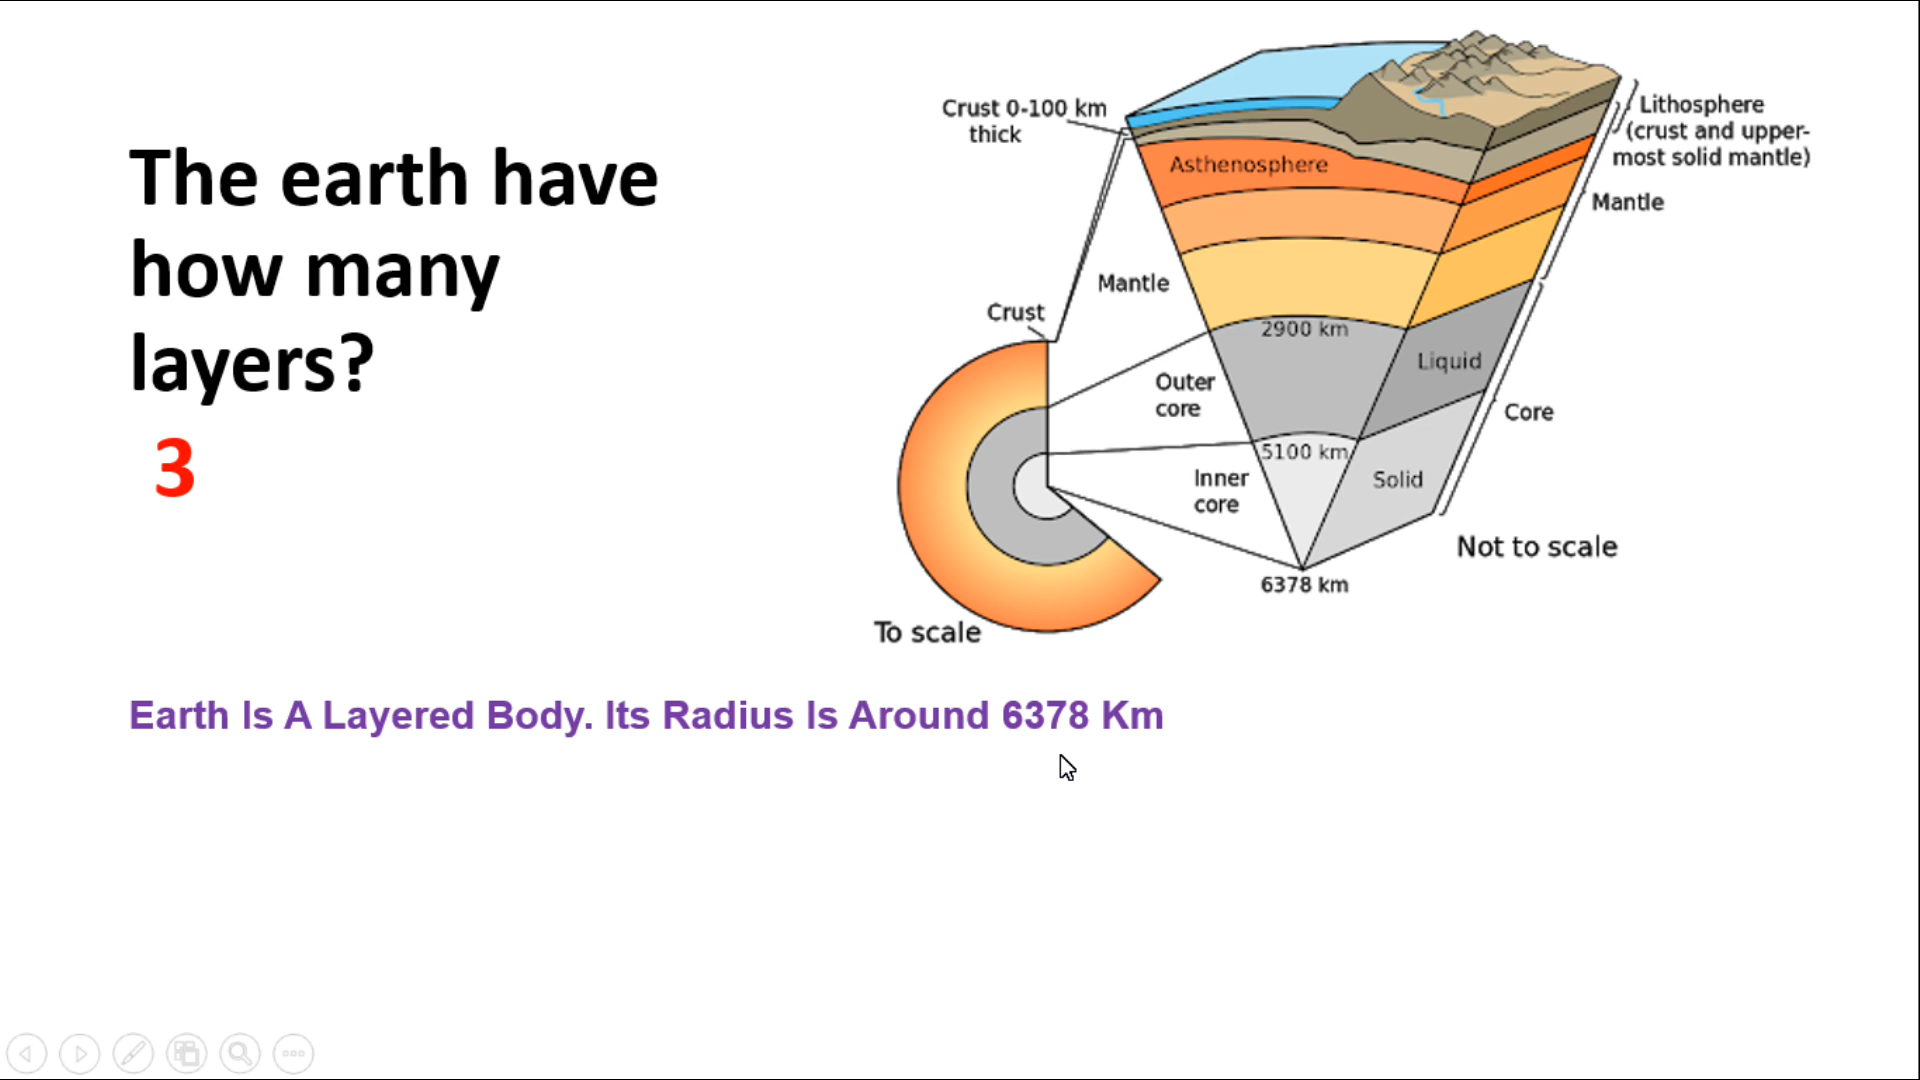 The earth have
how many
layers?
3
Crust 0-100 km
thick
Asthenosphere
Lithosphere
(crust and upper-
most solid mantle)
Mantle
Mantle
Crust
2900 km
Liquid
Outer
core
Core
5100 km
Inner
core
Solid
Not to scale
6378 km
To scale
Earth Is A Layered Body. Its Radius Is Around 6378 Km